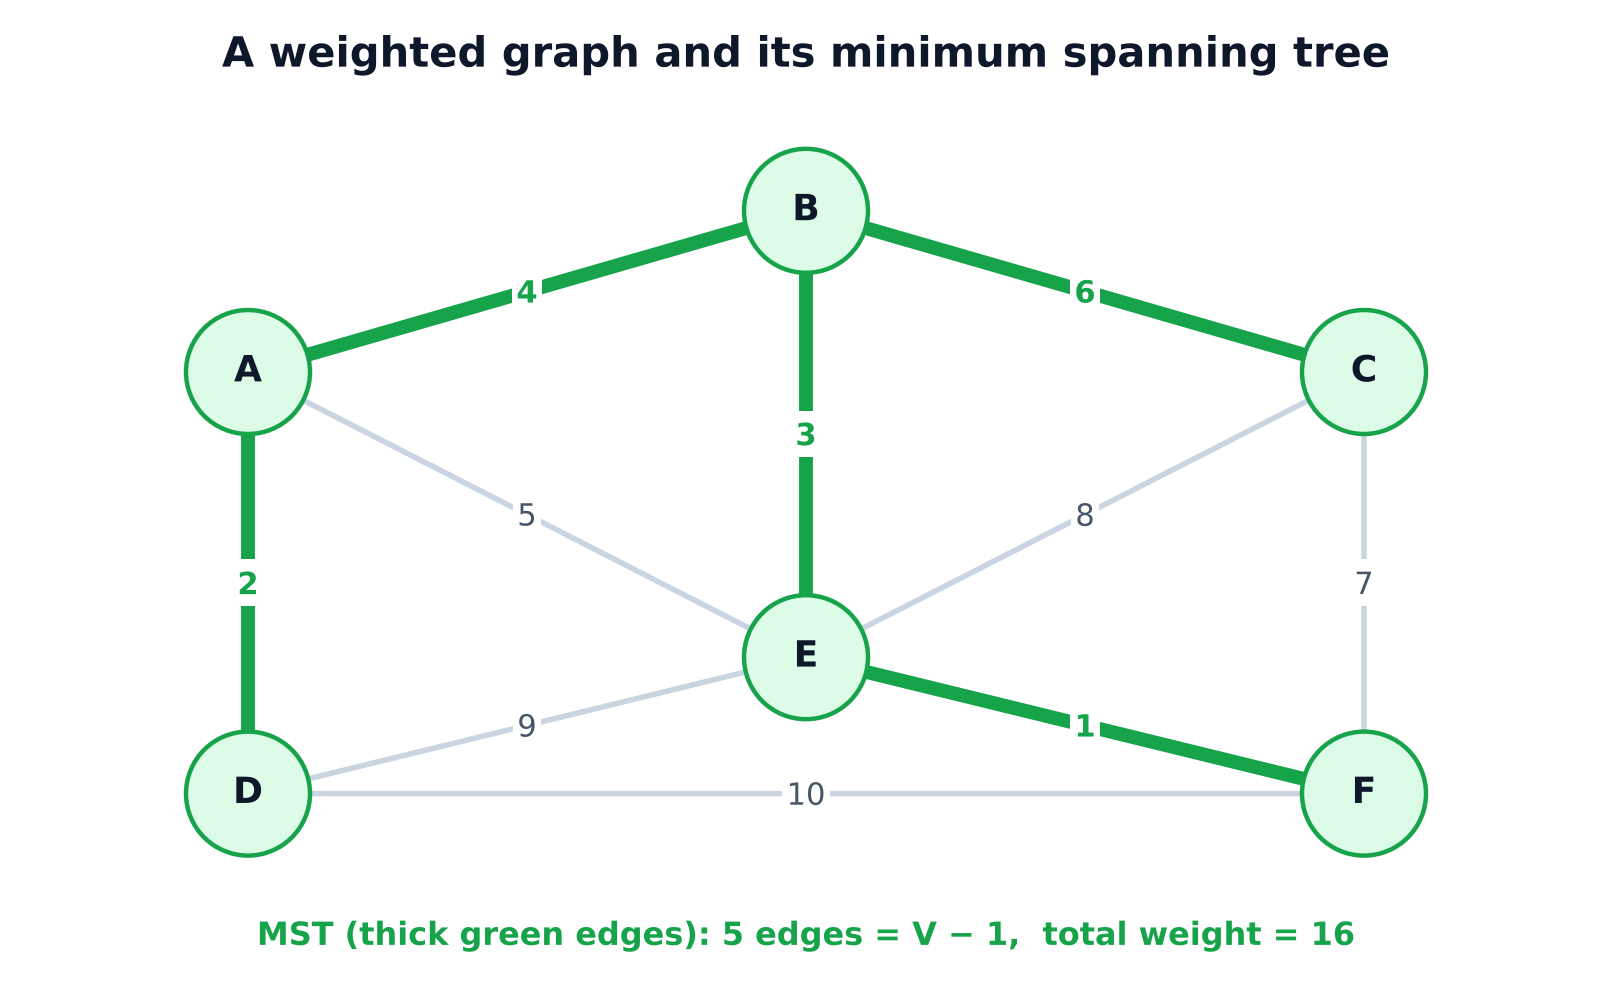 A weighted graph and its minimum spanning tree
B
4
6
A
C
3
5
8
2
7
E
9
1
D
10
F
MST (thick green edges): 5 edges = V − 1,  total weight = 16